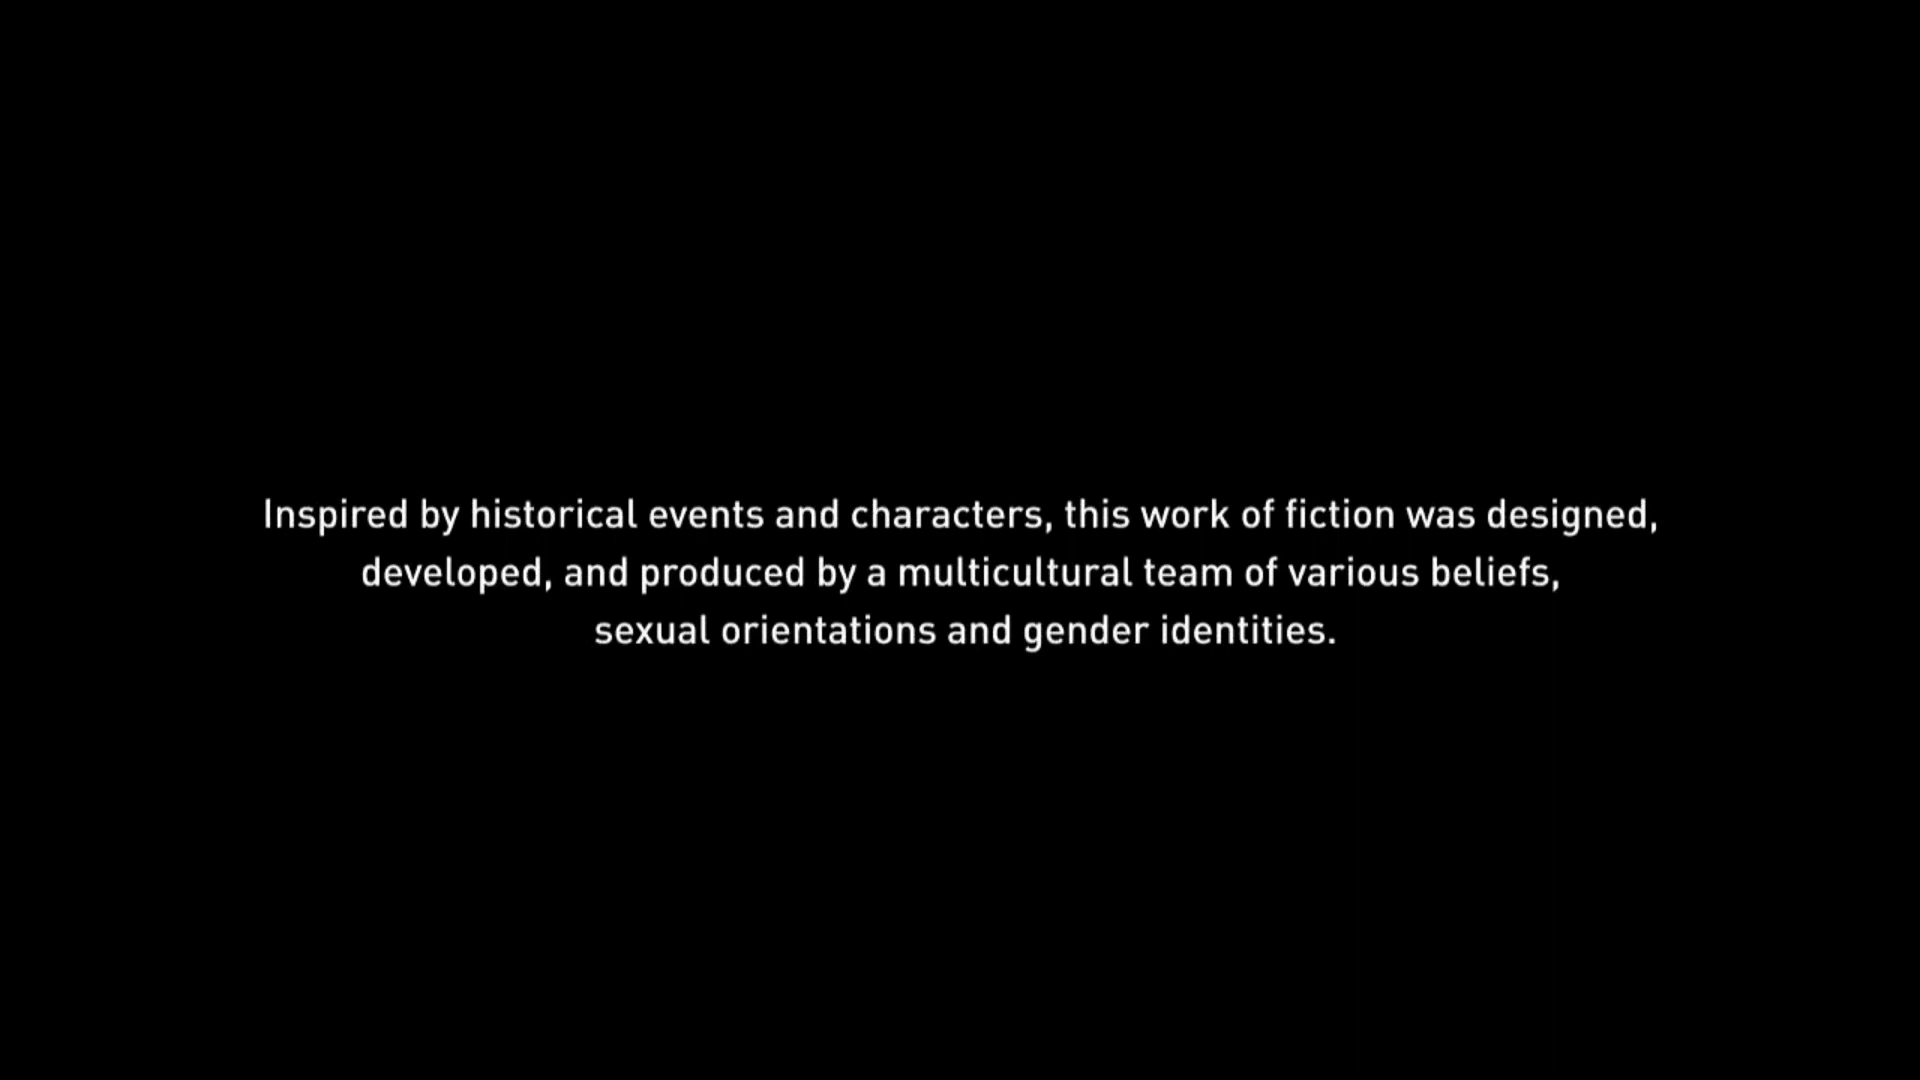 Inspired by historical events and characters, this work of fiction was designed,
developed, and produced by a multicultural team of various beliefs,
sexual orientations and gender identities.